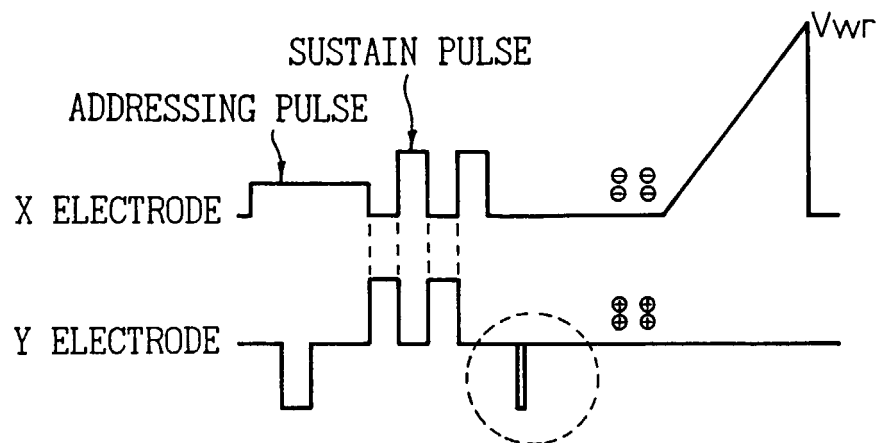 Vwr
SUSTAIN PULSE
ADDRESSING PULSE
X ELECTRODE
⊖ ⊖
⊖ ⊖
Y ELECTRODE
⊕ ⊕
⊕ ⊕